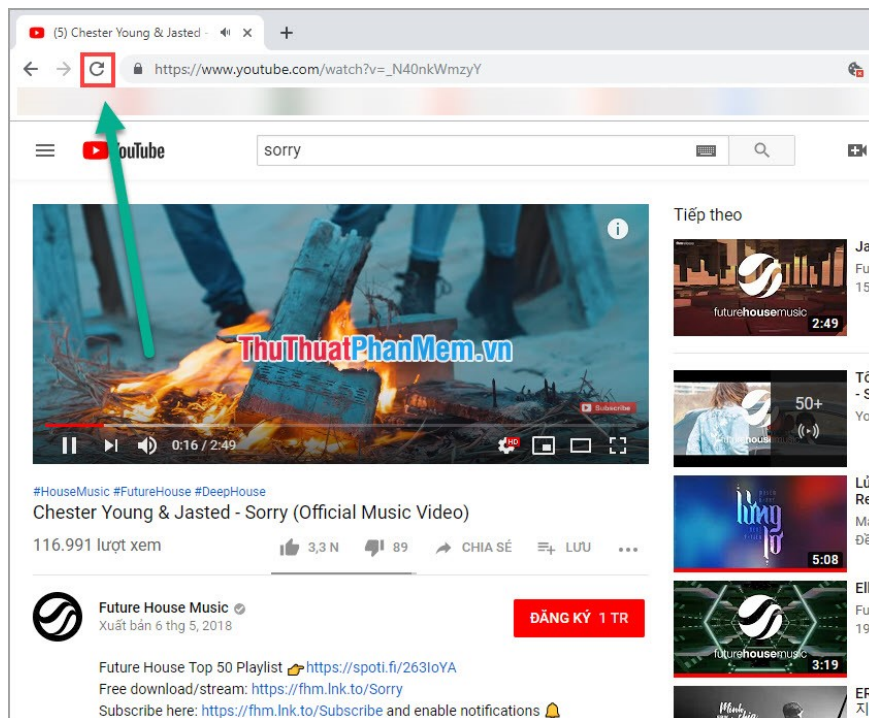 (5) Chester Young & Jasted -
https://www.youtube.com/watch?v=_N40nkWmzyY
YouTube
sorry
Tiếp theo
ThuThuatPhanMem.vn
Subscribe
0:16 / 2:49
HD
futurehousemusic
2:49
50+
5:08
futurehousemusic
3:19
#HouseMusic #FutureHouse #DeepHouse
Chester Young & Jasted - Sorry (Official Music Video)
116.991 lượt xem
3,3 N
89
CHIA SẺ
LƯU
Future House Music
Xuất bản 6 thg 5, 2018
ĐĂNG KÝ 1 TR
Future House Top 50 Playlist 👉 https://spoti.fi/263IoYA
Free download/stream: https://fhm.lnk.to/Sorry
Subscribe here: https://fhm.lnk.to/Subscribe and enable notifications 🔔